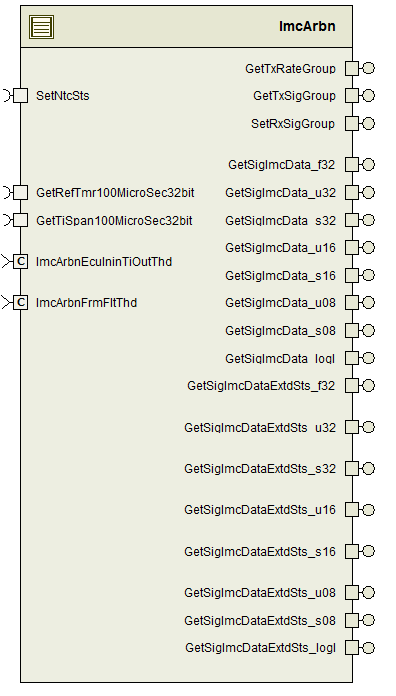 ImcArbn
GetTxRateGroup
SetNtcSts
GetTxSigGroup
SetRxSigGroup
GetSigImcData_f32
GetRefTmr100MicroSec32bit
GetSigImcData_u32
GetTiSpan100MicroSec32bit
GetSigImcData_s32
GetSigImcData_u16
C
ImcArbnEcuIninTiOutThd
GetSigImcData_s16
C
ImcArbnFrmFltThd
GetSigImcData_u08
GetSigImcData_s08
GetSigImcData_logl
GetSigImcDataExtdSts_f32
GetSigImcDataExtdSts_u32
GetSigImcDataExtdSts_s32
GetSigImcDataExtdSts_u16
GetSigImcDataExtdSts_s16
GetSigImcDataExtdSts_u08
GetSigImcDataExtdSts_s08
GetSigImcDataExtdSts_logl